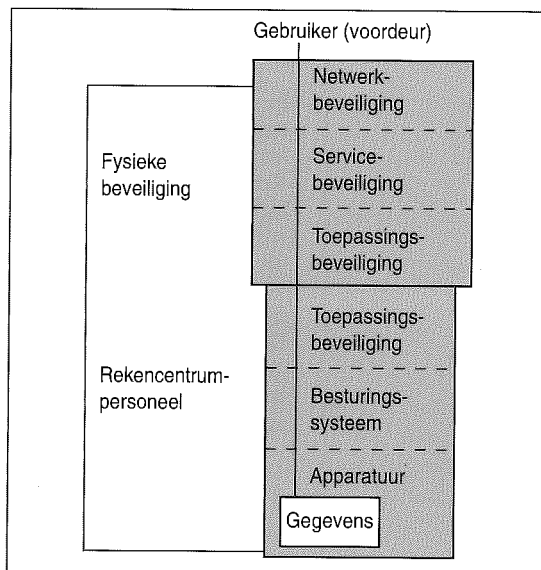 Gebruiker (voordeur)
Netwerk-
beveiliging
Fysieke
beveiliging
Service-
beveiliging
Toepassings-
beveiliging
Toepassings-
beveiliging
Rekencentrum-
personeel
Besturings-
systeem
Apparatuur
Gegevens